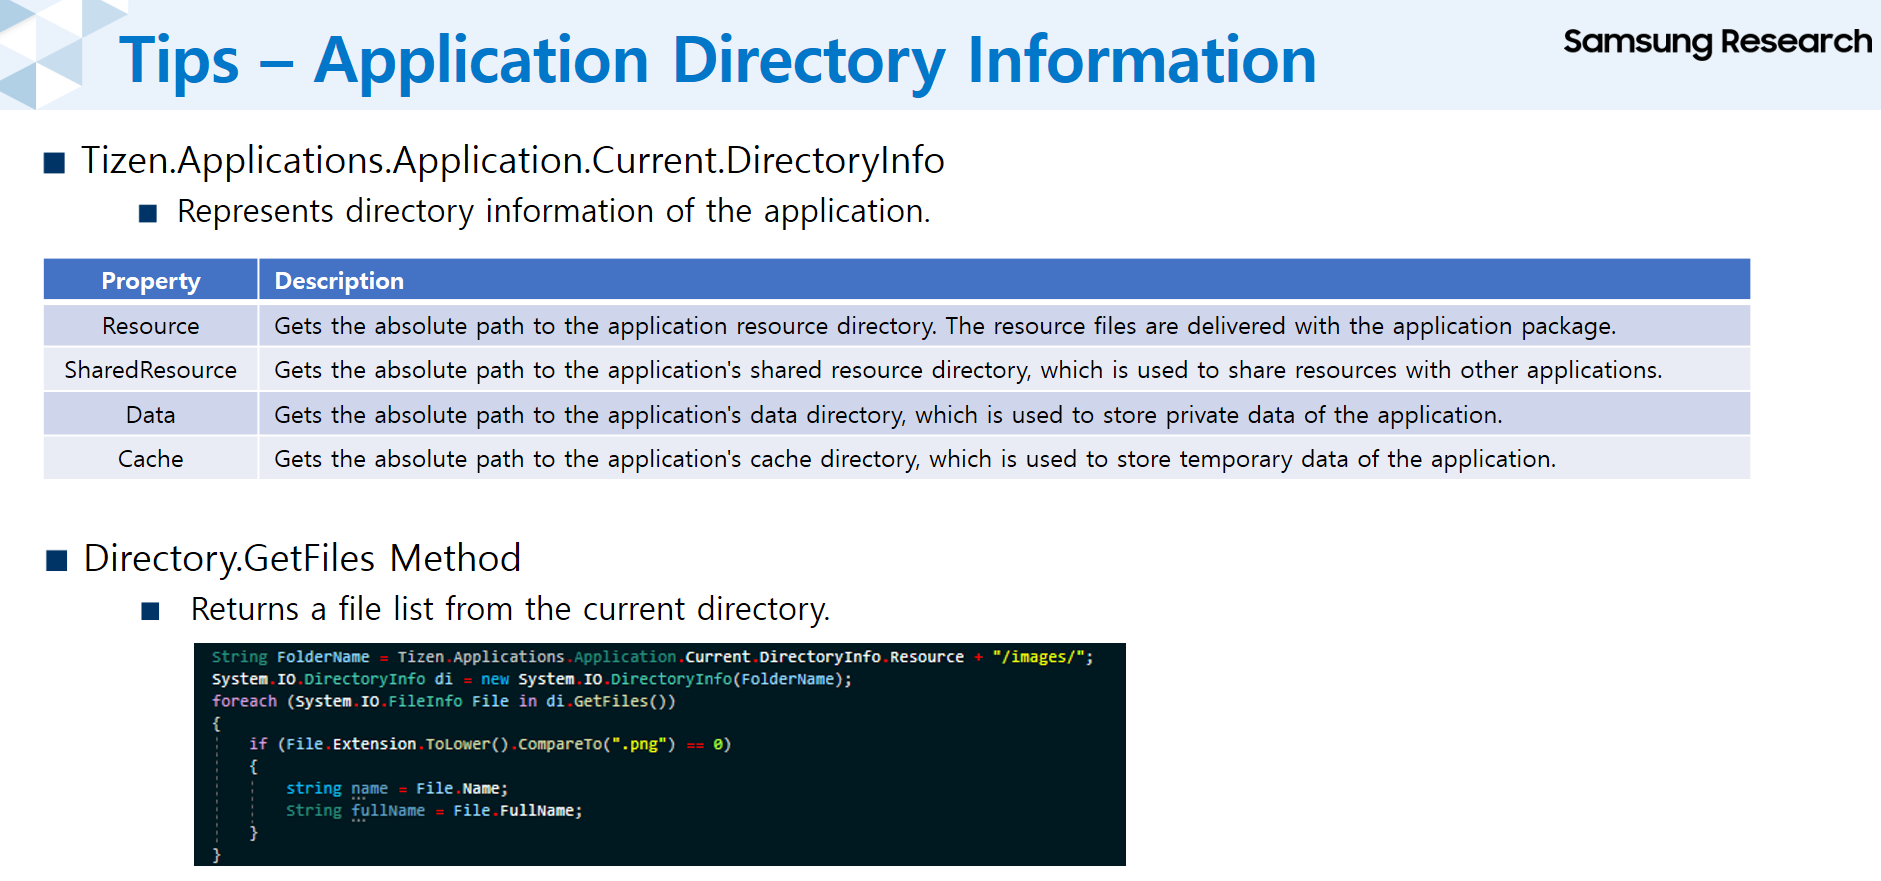 Tips – Application Directory Information
Samsung Research
Tizen.Applications.Application.Current.DirectoryInfo
Represents directory information of the application.
Property Description
Resource Gets the absolute path to the application resource directory. The resource files are delivered with the application package.
SharedResource Gets the absolute path to the application's shared resource directory, which is used to share resources with other applications.
Data Gets the absolute path to the application's data directory, which is used to store private data of the application.
Cache Gets the absolute path to the application's cache directory, which is used to store temporary data of the application.
Directory.GetFiles Method
Returns a file list from the current directory.
String FolderName = Tizen.Applications.Application.Current.DirectoryInfo.Resource + "/images/";
System.IO.DirectoryInfo di = new System.IO.DirectoryInfo(FolderName);
foreach (System.IO.FileInfo File in di.GetFiles())
{
if (File.Extension.ToLower().CompareTo(".png") == 0)
{
string name = File.Name;
String fullName = File.FullName;
}
}